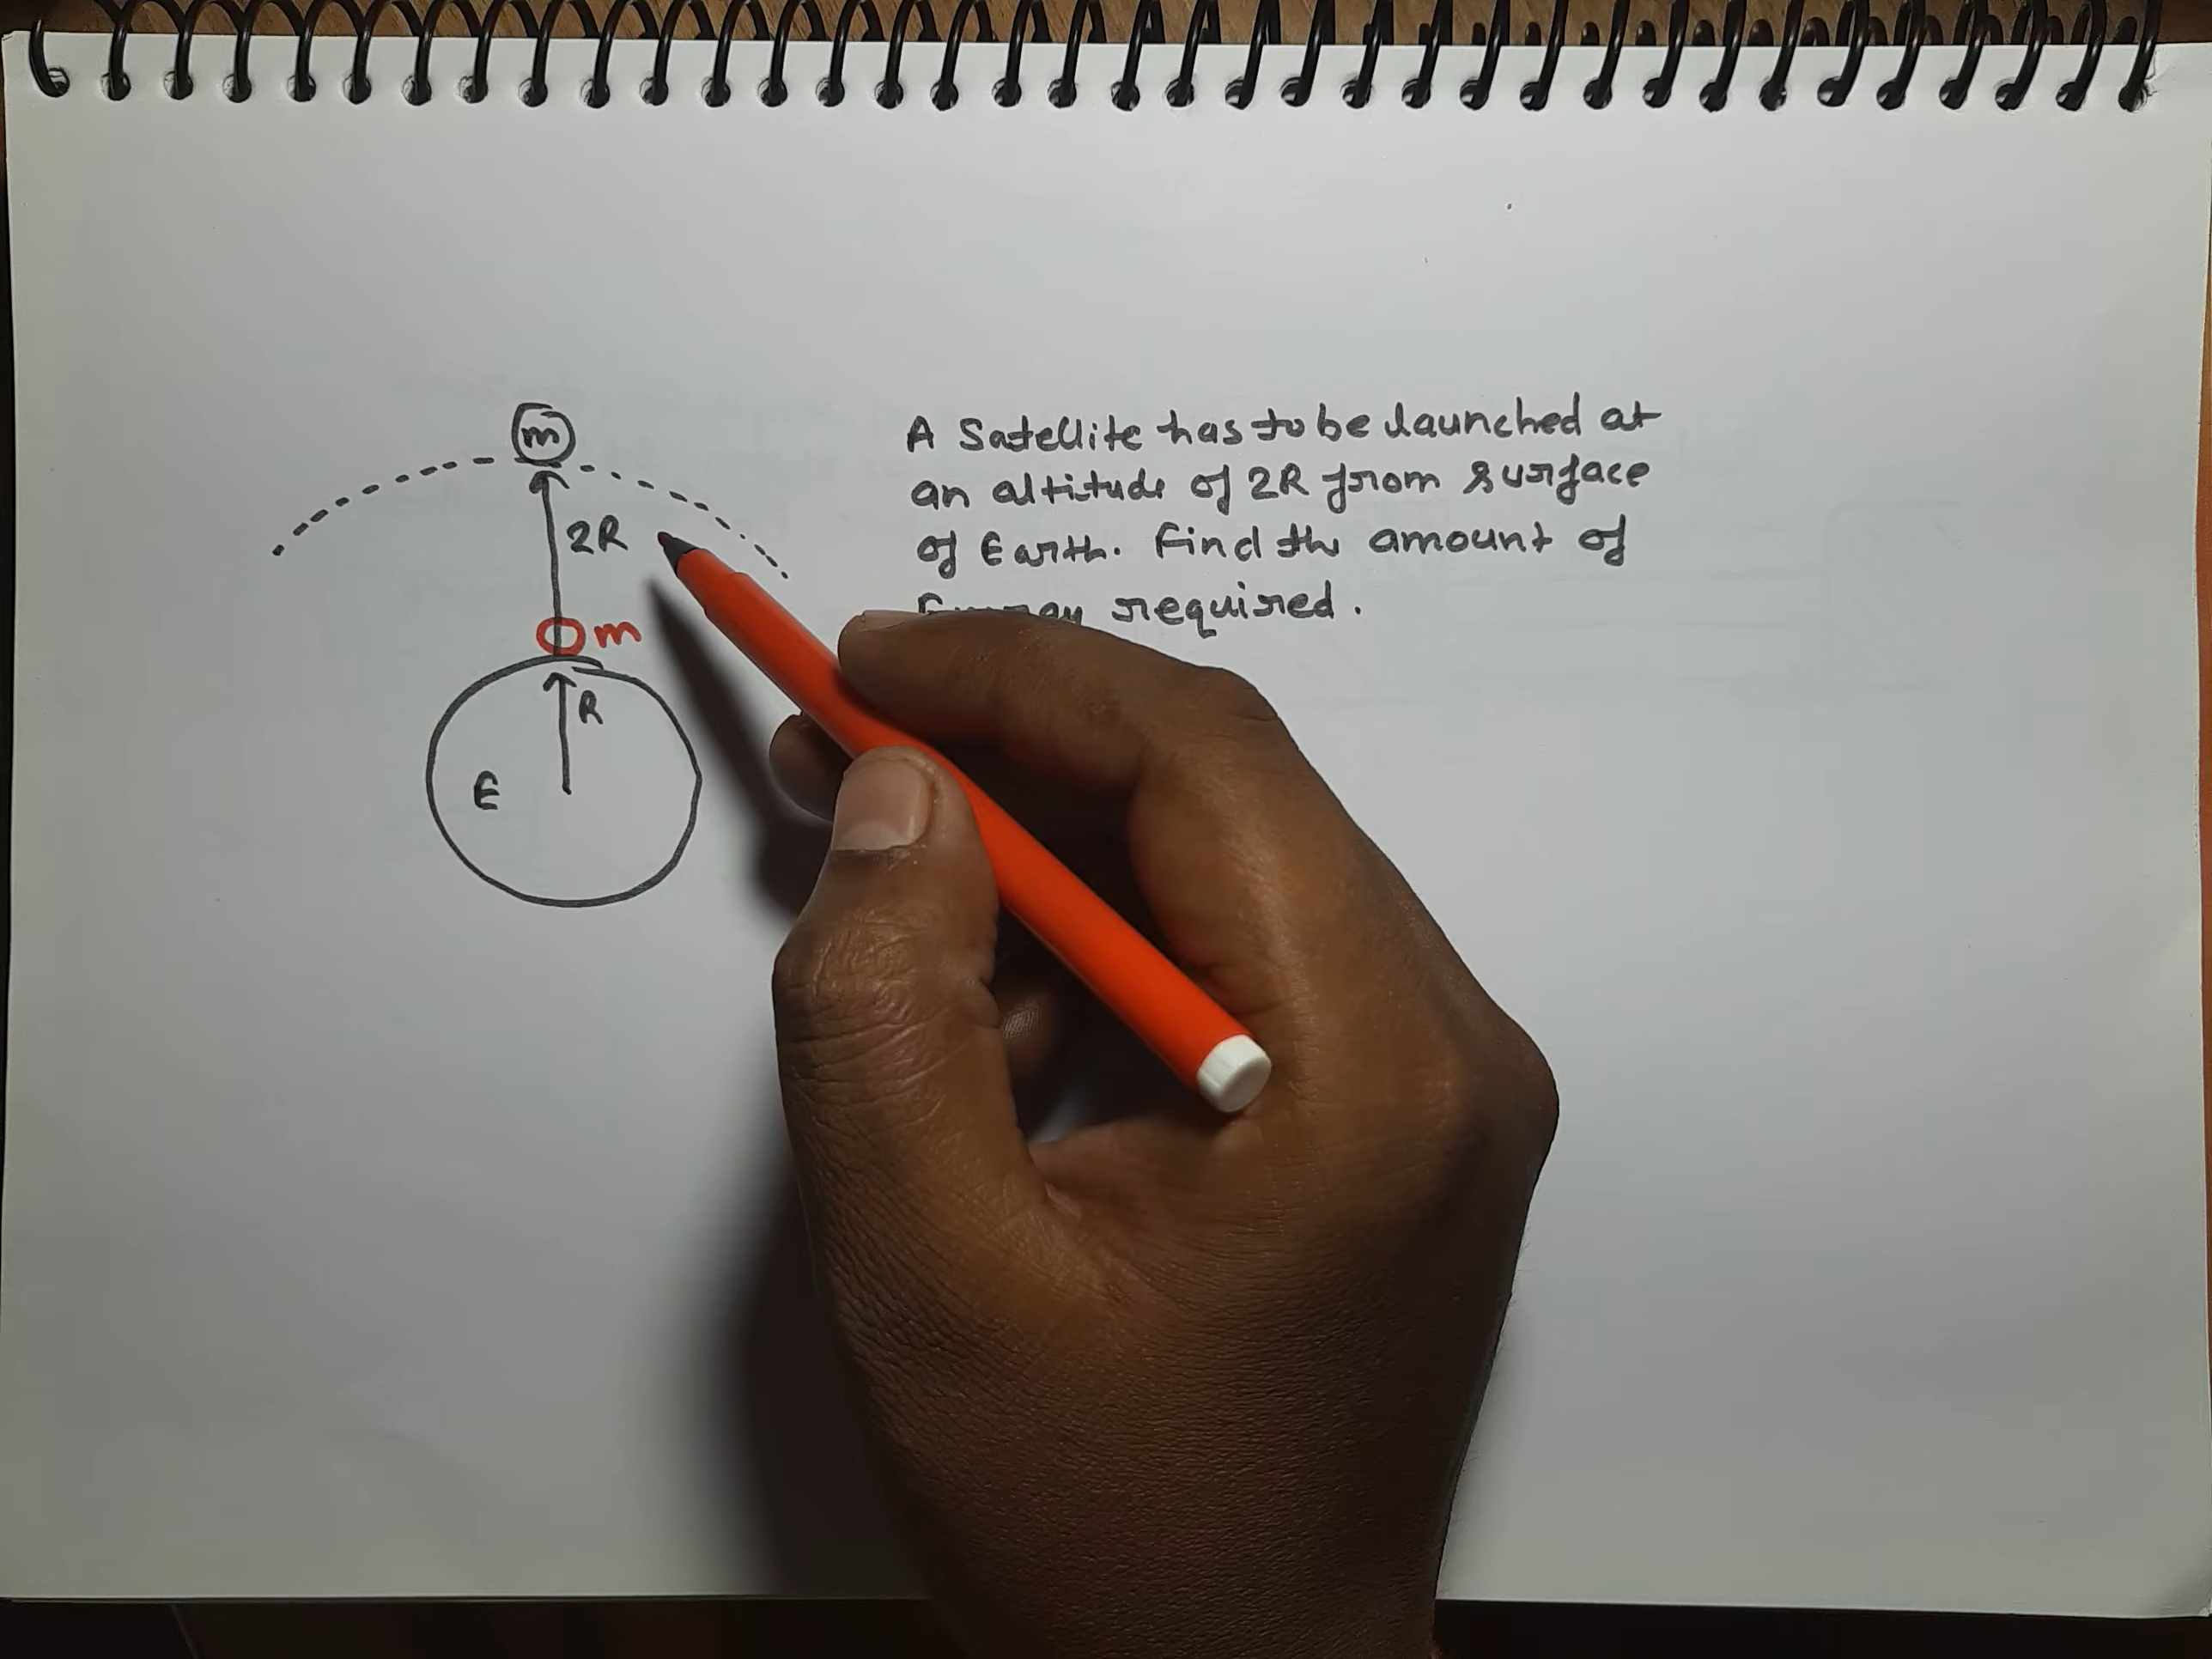 m
A Satellite has to be launched at
2R
an altitude of 2R from surface
of Earth. Find the amount of
m
required.
R
E